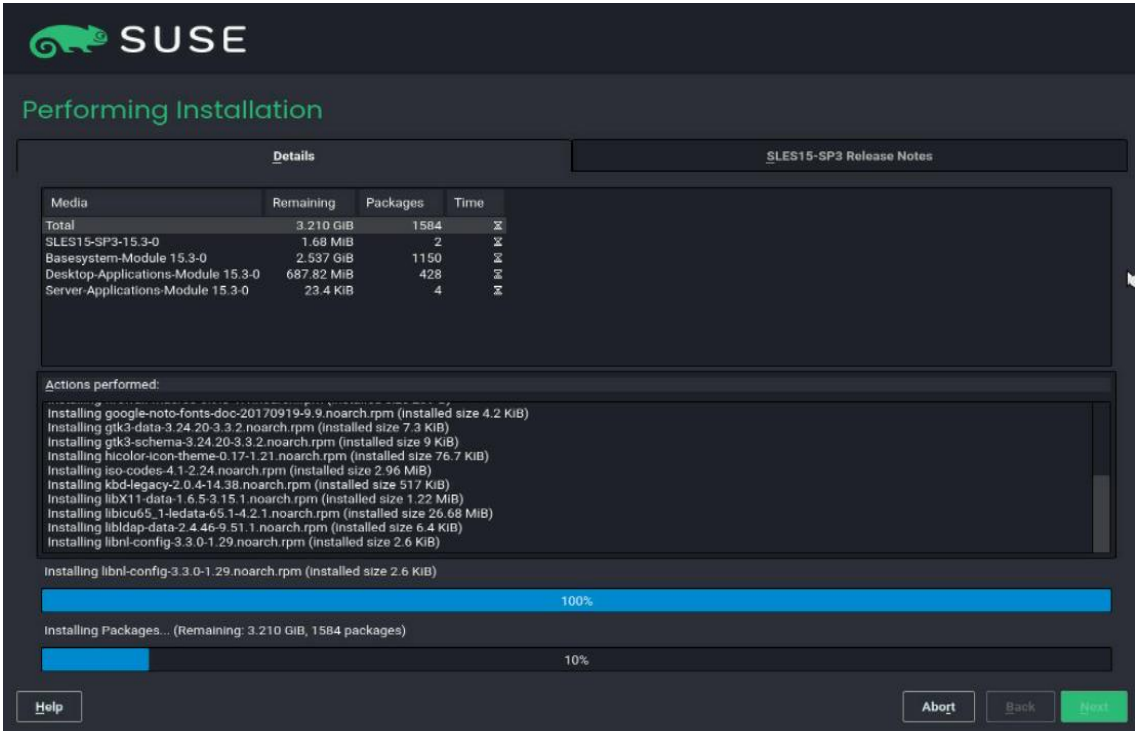 SUSE
Performing Installation
Details SLES15-SP3 Release Notes
Media Remaining Packages Time
Total 3.210 GiB 1584
SLES15-SP3-15.3-0 1.68 MiB 2
Basesystem-Module 15.3-0 2.537 GiB 1150
Desktop-Applications-Module 15.3-0 687.82 MiB 428
Server-Applications-Module 15.3-0 23.4 KiB 4
Actions performed:
Installing google-noto-fonts-doc-20170919-9.9.noarch.rpm (installed size 4.2 KiB)
Installing gtk3-data-3.24.20-3.3.2.noarch.rpm (installed size 7.3 KiB)
Installing gtk3-schema-3.24.20-3.3.2.noarch.rpm (installed size 9 KiB)
Installing hicolor-icon-theme-0.17-1.21.noarch.rpm (installed size 76.7 KiB)
Installing iso-codes-4.1-2.24.noarch.rpm (installed size 2.96 MiB)
Installing kbd-legacy-2.0.4-14.38.noarch.rpm (installed size 517 KiB)
Installing libX11-data-1.6.5-3.15.1.noarch.rpm (installed size 1.22 MiB)
Installing libicu65_1-ledata-65.1-4.2.1.noarch.rpm (installed size 26.68 MiB)
Installing libldap-data-2.4.46-9.51.1.noarch.rpm (installed size 6.4 KiB)
Installing libnl-config-3.3.0-1.29.noarch.rpm (installed size 2.6 KiB)
Installing libnl-config-3.3.0-1.29.noarch.rpm (installed size 2.6 KiB)
100%
Installing Packages... (Remaining: 3.210 GiB, 1584 packages)
10%
Help Abort Back Next